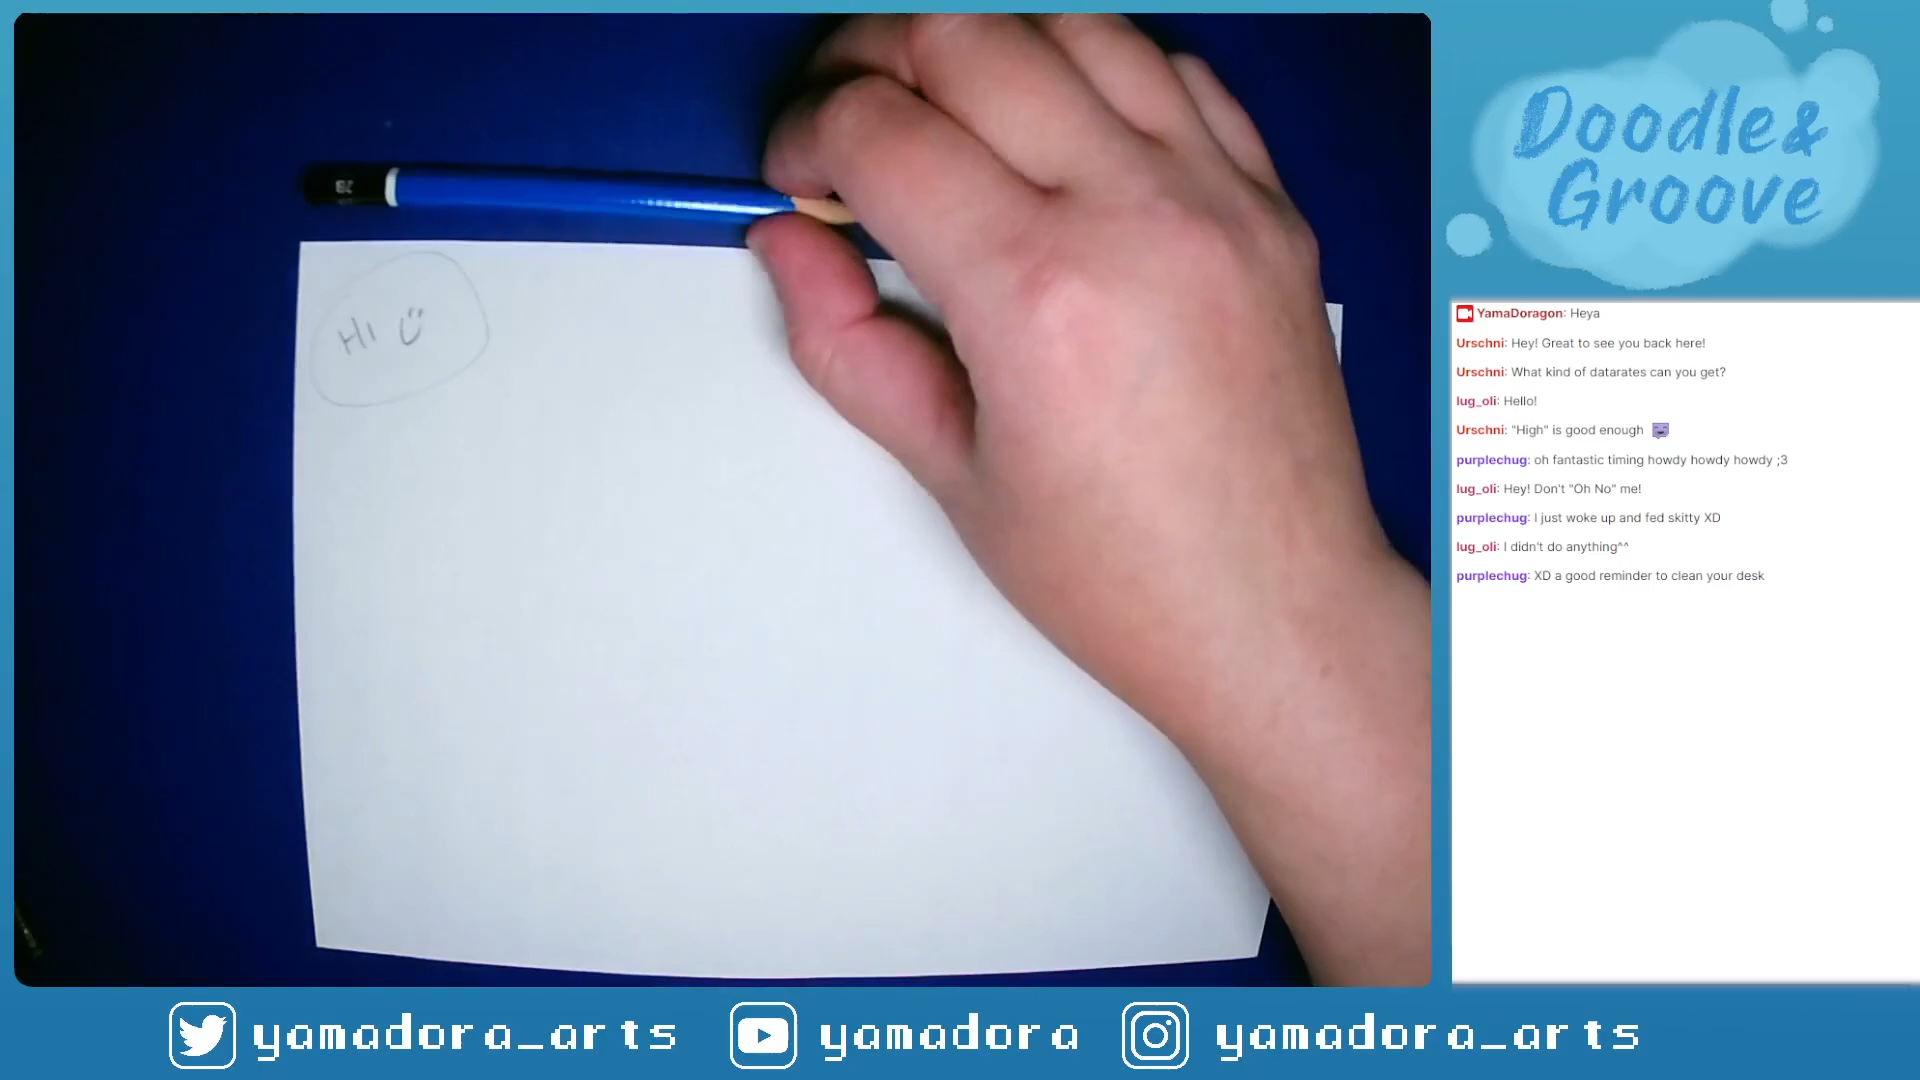 2B
Hi
Doodle&
Groove
YamaDoragon: Heya
Urschni: Hey! Great to see you back here!
Urschni: What kind of datarates can you get?
lug_oli: Hello!
Urschni: "High" is good enough
purplechug: oh fantastic timing howdy howdy howdy ;3
lug_oli: Hey! Don't "Oh No" me!
purplechug: I just woke up and fed skitty XD
lug_oli: I didn't do anything^^
purplechug: XD a good reminder to clean your desk
yamadora_arts
yamadora
yamadora_arts